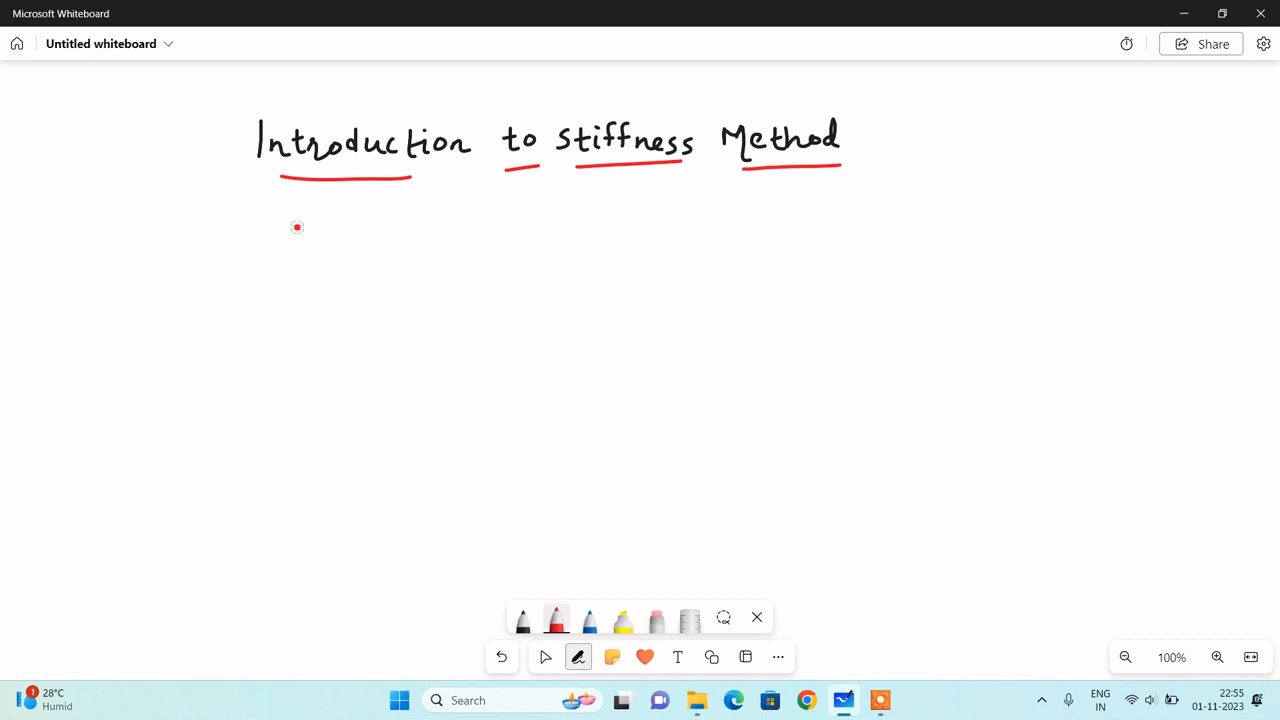 Microsoft Whiteboard
Untitled whiteboard
Share
Introduction to stiffness Method
100%
1
28°C
Humid
Search
ENG
IN
22:55
01-11-2023